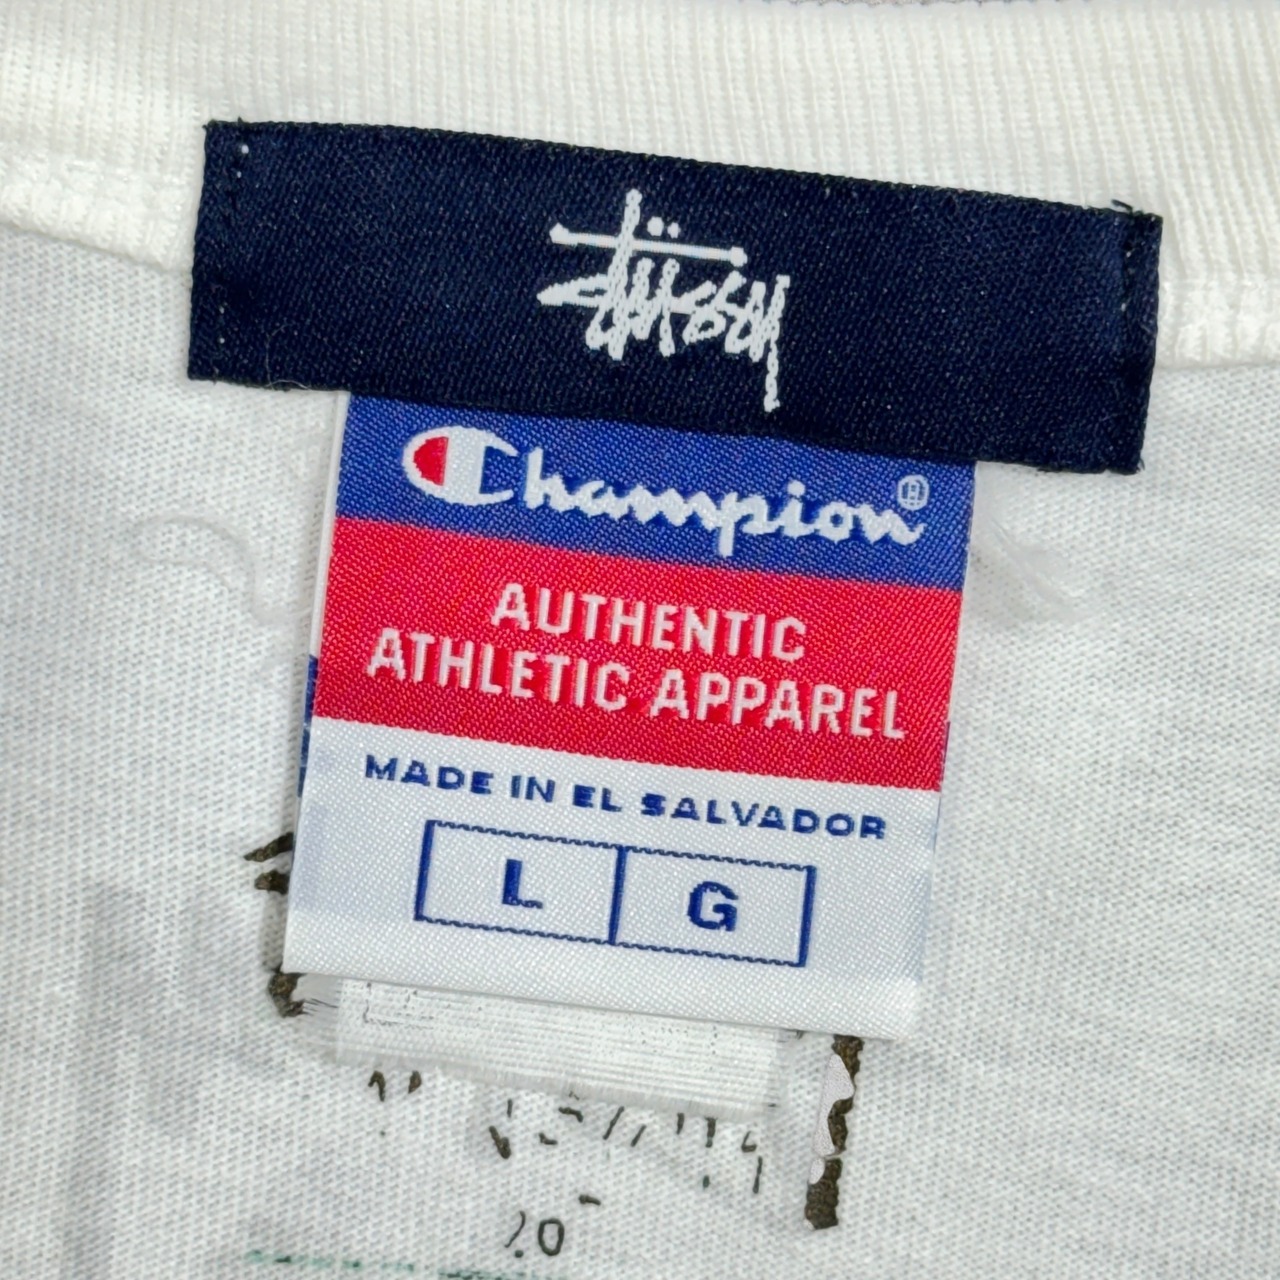 Stüssy
Champion®
AUTHENTIC
ATHLETIC APPAREL
MADE IN EL SALVADOR
L G